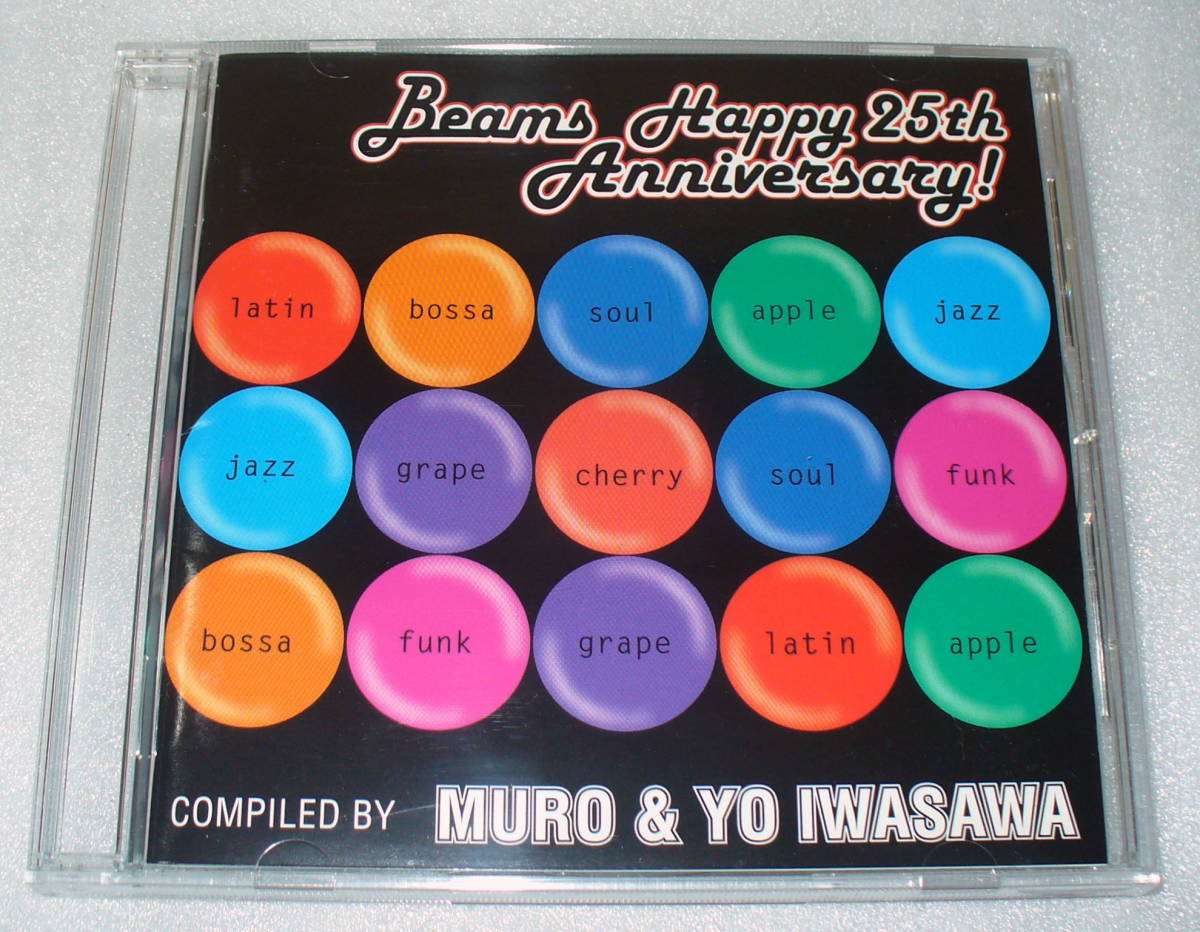 Beams Happy 25th
Anniversary!
latin bossa soul apple jazz
jazz grape cherry soul funk
bossa funk grape latin apple
COMPILED BY MURO & YO IWASAWA